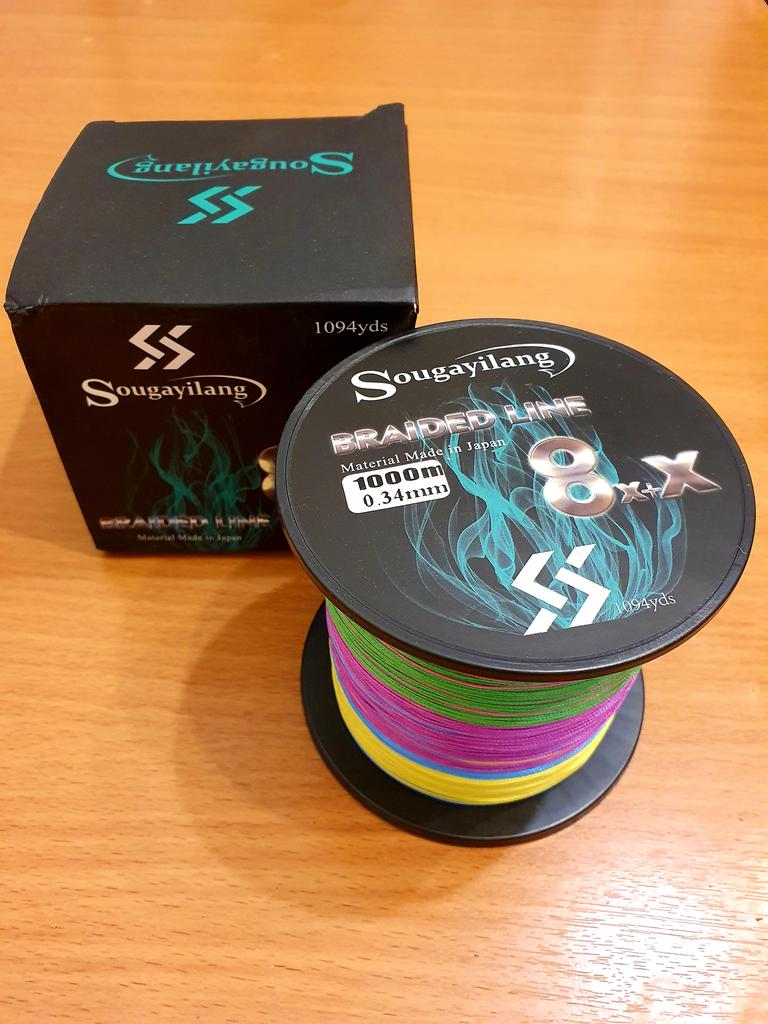 Sougayilang
1094yds
Sougayilang
BRAIDED LINE
Material Made in Japan
Sougayilang
BRAIDED LINE
Material Made in Japan
1000m
0.34mm
8x+X
1094yds